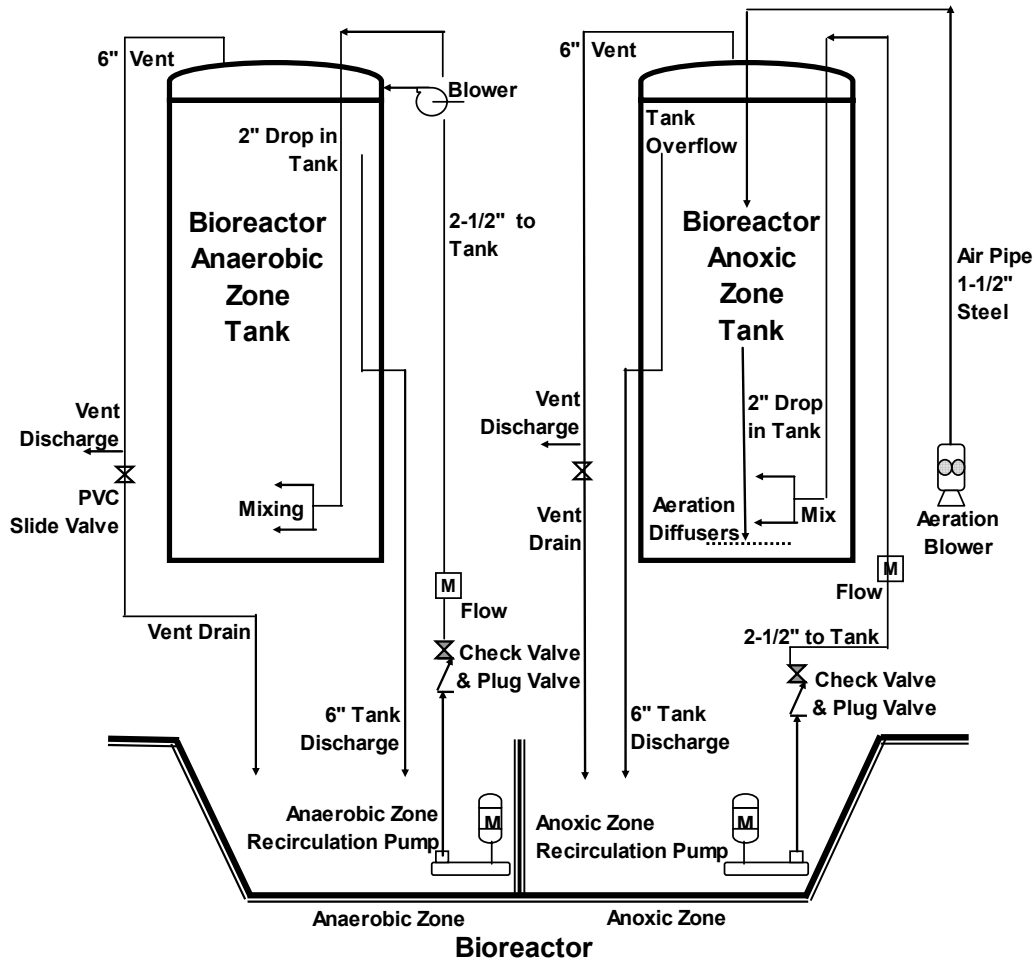 6" Vent
Blower
2" Drop in
Tank
Bioreactor
Anaerobic
Zone
Tank
2-1/2" to
Tank
Vent
Discharge
PVC
Slide Valve
Mixing
M
Flow
Vent Drain
Check Valve
& Plug Valve
6" Tank
Discharge
Anaerobic Zone
Recirculation Pump
M
Anaerobic Zone
6" Vent
Tank
Overflow
Bioreactor
Anoxic
Zone
Tank
Air Pipe
1-1/2"
Steel
Vent
Discharge
2" Drop
in Tank
Vent
Drain
Aeration
Diffusers
Mix
Aeration
Blower
M
Flow
2-1/2" to Tank
Check Valve
& Plug Valve
6" Tank
Discharge
Anoxic Zone
Recirculation Pump
M
Anoxic Zone
Bioreactor